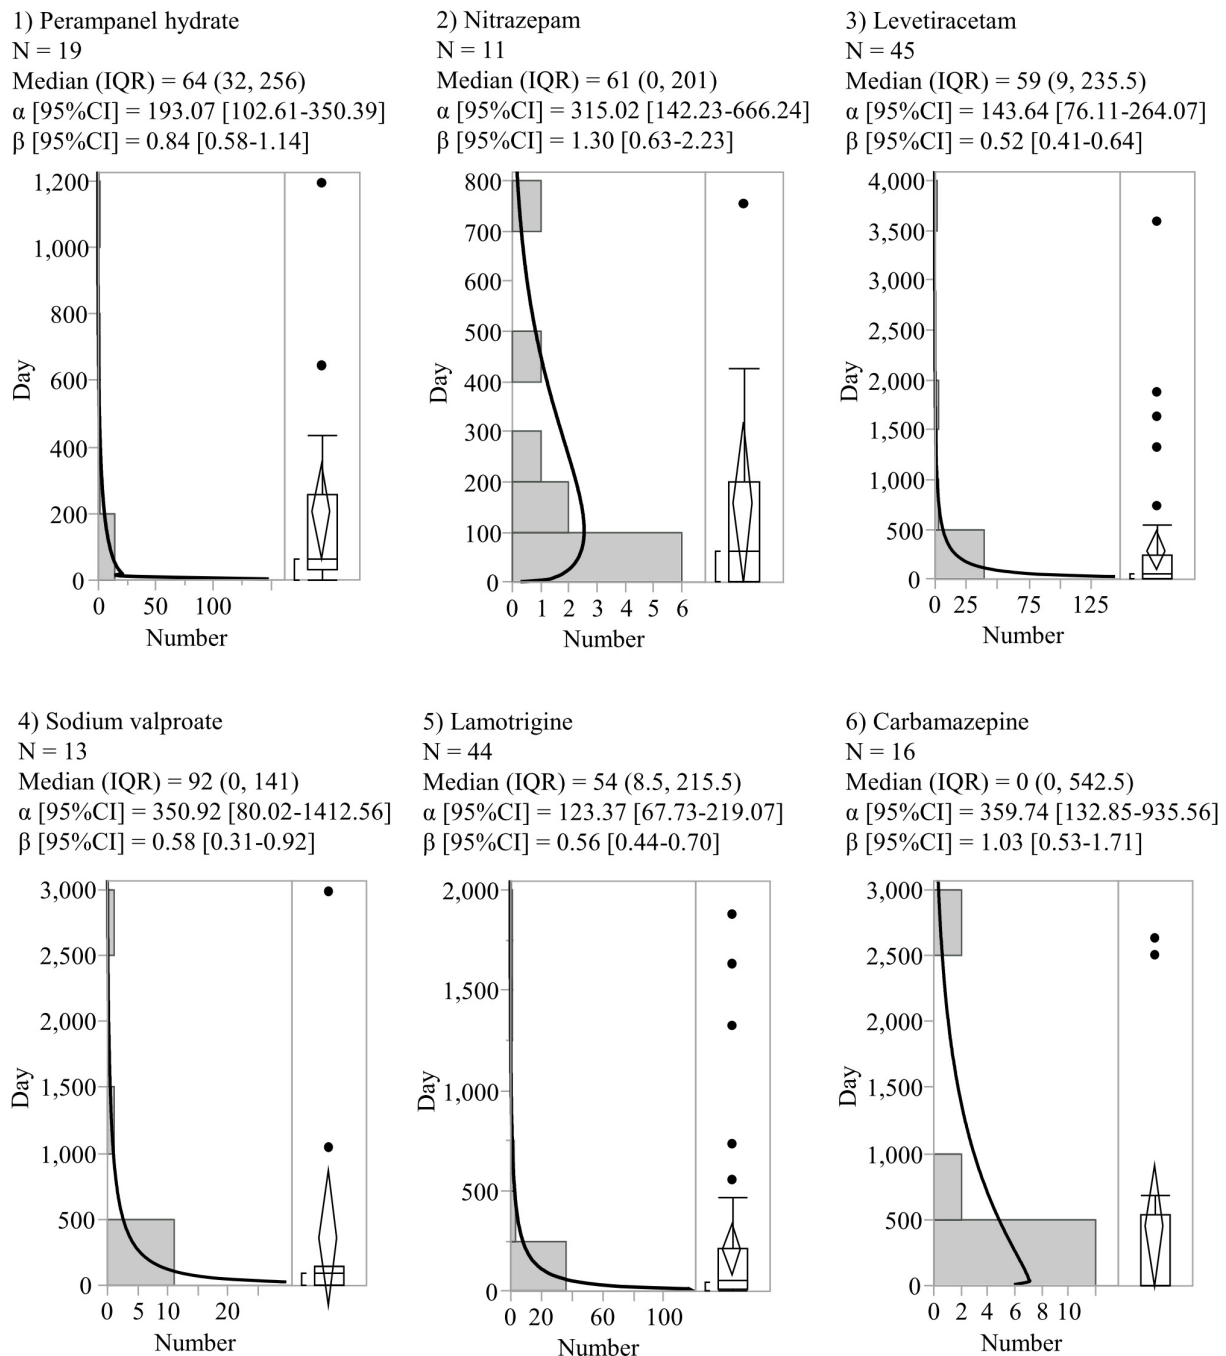 1) Perampanel hydrate
N = 19
Median (IQR) = 64 (32, 256)
α [95%CI] = 193.07 [102.61-350.39]
β [95%CI] = 0.84 [0.58-1.14]
1,200
1,000
800
600
400
200
0
Day
0 50 100
Number
2) Nitrazepam
N = 11
Median (IQR) = 61 (0, 201)
α [95%CI] = 315.02 [142.23-666.24]
β [95%CI] = 1.30 [0.63-2.23]
800
700
600
500
400
300
200
100
0
Day
0 1 2 3 4 5 6
Number
3) Levetiracetam
N = 45
Median (IQR) = 59 (9, 235.5)
α [95%CI] = 143.64 [76.11-264.07]
β [95%CI] = 0.52 [0.41-0.64]
4,000
3,500
3,000
2,500
2,000
1,500
1,000
500
0
Day
0 25 75 125
Number
4) Sodium valproate
N = 13
Median (IQR) = 92 (0, 141)
α [95%CI] = 350.92 [80.02-1412.56]
β [95%CI] = 0.58 [0.31-0.92]
3,000
2,500
2,000
1,500
1,000
500
0
Day
0 5 10 20
Number
5) Lamotrigine
N = 44
Median (IQR) = 54 (8.5, 215.5)
α [95%CI] = 123.37 [67.73-219.07]
β [95%CI] = 0.56 [0.44-0.70]
2,000
1,500
1,000
500
0
Day
0 20 60 100
Number
6) Carbamazepine
N = 16
Median (IQR) = 0 (0, 542.5)
α [95%CI] = 359.74 [132.85-935.56]
β [95%CI] = 1.03 [0.53-1.71]
3,000
2,500
2,000
1,500
1,000
500
0
Day
0 2 4 6 8 10
Number